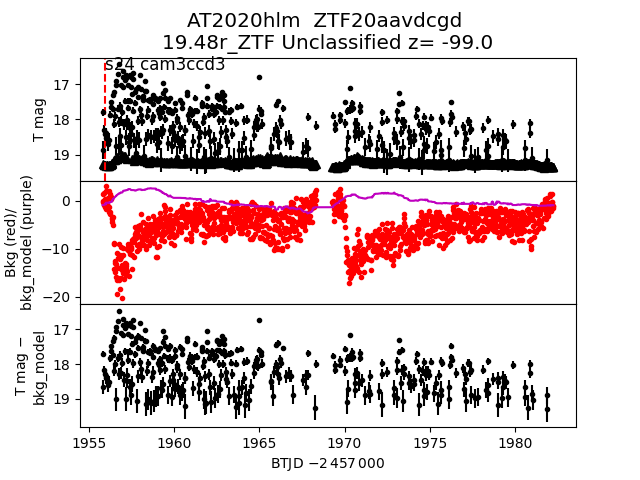 AT2020hlm  ZTF20aavdcgd
19.48r_ZTF Unclassified z= -99.0
s24 cam3ccd3
T mag
17
18
19
Bkg (red)/
bkg_model (purple)
0
−10
−20
T mag −
bkg_model
17
18
19
1955 1960 1965 1970 1975 1980
BTJD −2 457 000